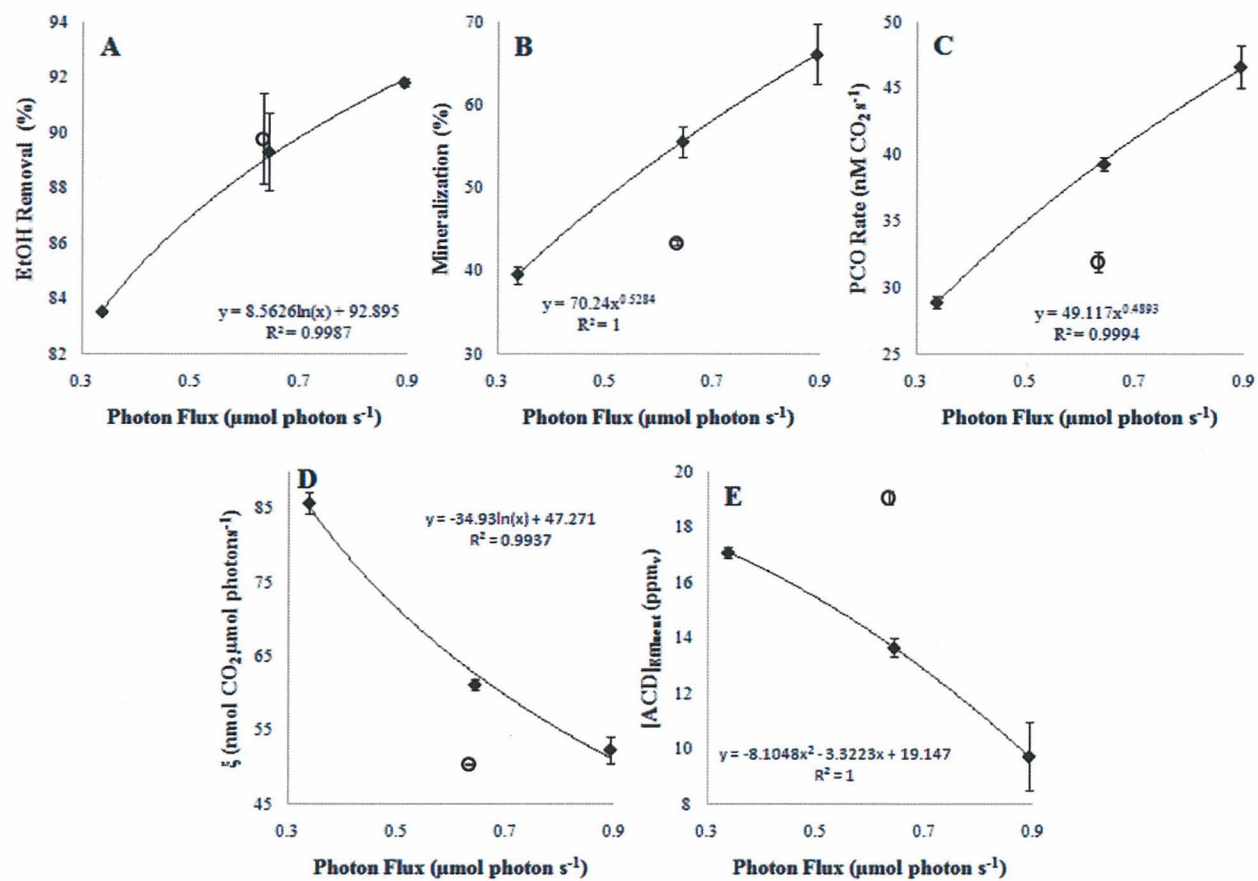 A
EtOH Removal (%)
94
92
90
88
86
84
82
y = 8.5626ln(x) + 92.895
R² = 0.9987
0.3 0.5 0.7 0.9
Photon Flux (µmol photon s⁻¹)
B
Mineralization (%)
70
60
50
40
30
y = 70.24x^0.5284
R² = 1
0.3 0.5 0.7 0.9
Photon Flux (µmol photon s⁻¹)
C
PCO Rate (nM CO₂ s⁻¹)
50
45
40
35
30
25
y = 49.117x^0.4893
R² = 0.9994
0.3 0.5 0.7 0.9
Photon Flux (µmol photon s⁻¹)
D
ξ (nmol CO₂ µmol photons⁻¹)
85
75
65
55
45
y = -34.93ln(x) + 47.271
R² = 0.9937
0.3 0.5 0.7 0.9
Photon Flux (µmol photon s⁻¹)
E
[ACD]Effluent (ppmᵥ)
20
18
16
14
12
10
8
y = -8.1048x² - 3.3223x + 19.147
R² = 1
0.3 0.5 0.7 0.9
Photon Flux (µmol photon s⁻¹)